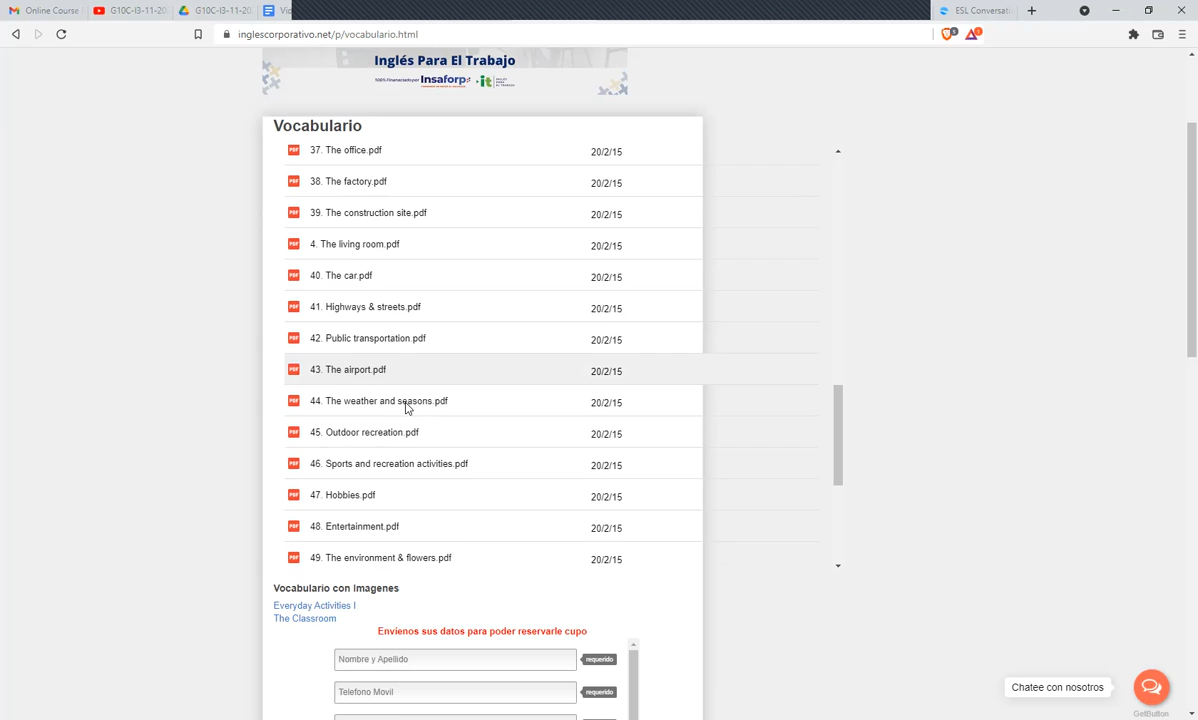 Online Course
G10C-I3-11-20
G10C-I3-11-20
Vic
ESL Conversati
inglescorporativo.net/p/vocabulario.html
Inglés Para El Trabajo
100% Financiado por Insaforp
Vocabulario
37. The office.pdf 20/2/15
38. The factory.pdf 20/2/15
39. The construction site.pdf 20/2/15
4. The living room.pdf 20/2/15
40. The car.pdf 20/2/15
41. Highways & streets.pdf 20/2/15
42. Public transportation.pdf 20/2/15
43. The airport.pdf 20/2/15
44. The weather and seasons.pdf 20/2/15
45. Outdoor recreation.pdf 20/2/15
46. Sports and recreation activities.pdf 20/2/15
47. Hobbies.pdf 20/2/15
48. Entertainment.pdf 20/2/15
49. The environment & flowers.pdf 20/2/15
Vocabulario con Imagenes
Everyday Activities I
The Classroom
Envíenos sus datos para poder reservarle cupo
Nombre y Apellido requerido
Telefono Movil requerido
Chatee con nosotros
GetButton